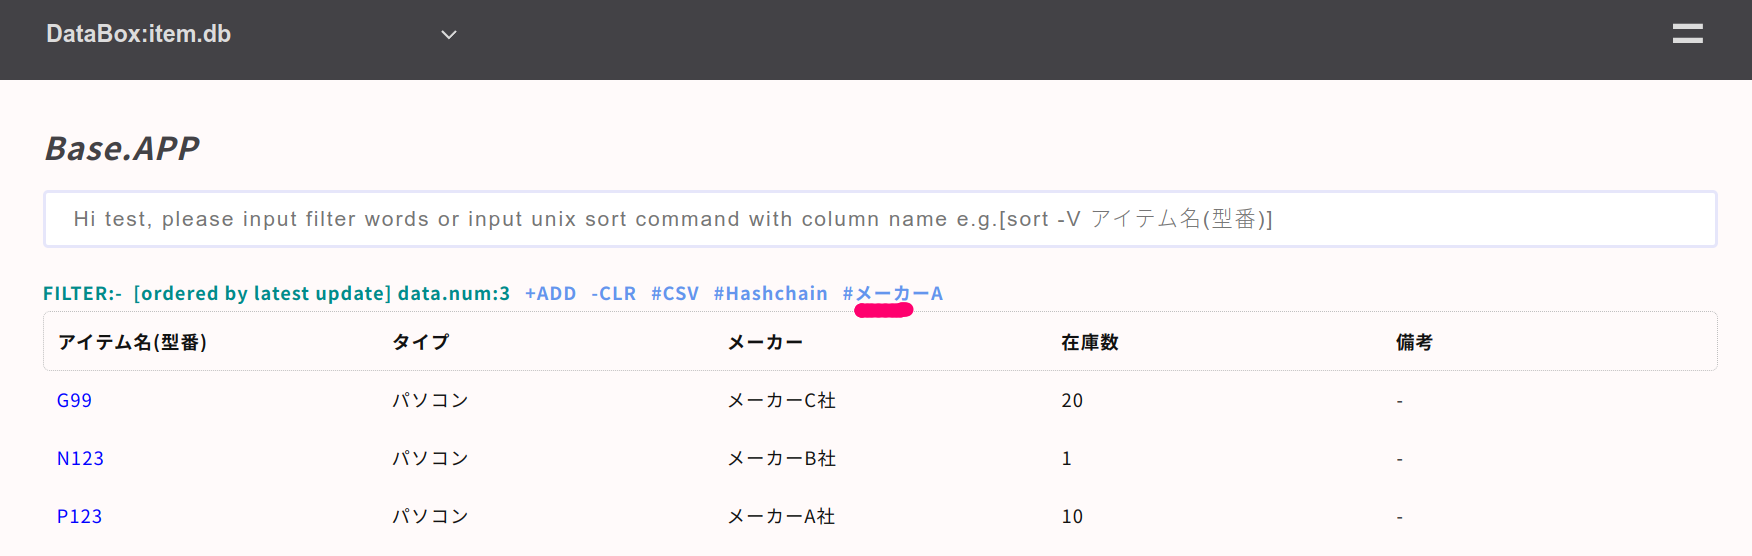 DataBox:item.db
Base.APP
Hi test, please input filter words or input unix sort command with column name e.g.[sort -V アイテム名(型番)]
FILTER:- [ordered by latest update] data.num:3 +ADD -CLR #CSV #Hashchain #メーカーA
アイテム名(型番) タイプ メーカー 在庫数 備考
G99 パソコン メーカーC社 20 -
N123 パソコン メーカーB社 1 -
P123 パソコン メーカーA社 10 -